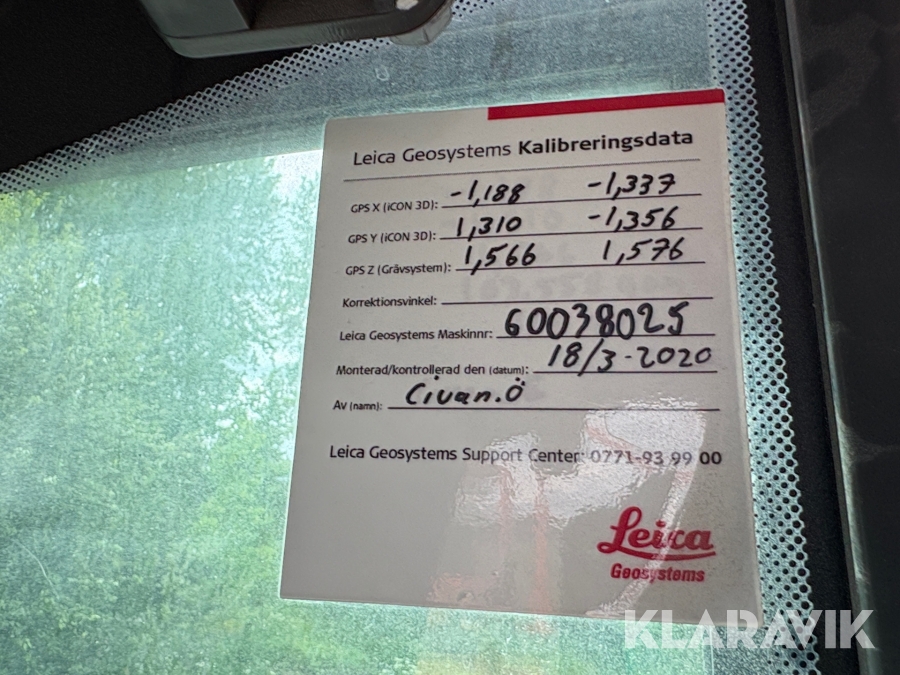 Leica Geosystems Kalibreringsdata
GPS X (iCON 3D): -1,188 -1,337
GPS Y (iCON 3D): 1,310 -1,356
GPS Z (Grävsystem): 1,566 1,576
Korrektionsvinkel:
Leica Geosystems Maskinnr: 60038025
Monterad/kontrollerad den (datum): 18/3-2020
Av (namn): Civan.Ö
Leica Geosystems Support Center: 0771-93 99 00
Leica
Geosystems
KLARAVIK